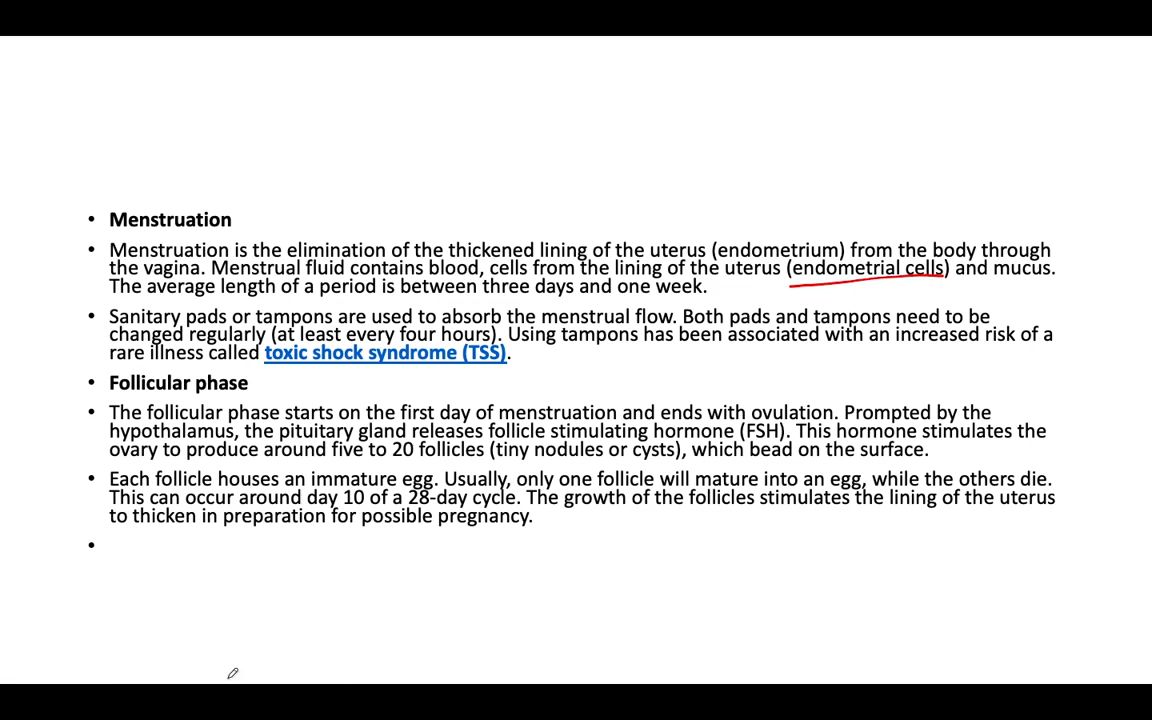 • Menstruation
• Menstruation is the elimination of the thickened lining of the uterus (endometrium) from the body through
the vagina. Menstrual fluid contains blood, cells from the lining of the uterus (endometrial cells) and mucus.
The average length of a period is between three days and one week.
• Sanitary pads or tampons are used to absorb the menstrual flow. Both pads and tampons need to be
changed regularly (at least every four hours). Using tampons has been associated with an increased risk of a
rare illness called toxic shock syndrome (TSS).
• Follicular phase
• The follicular phase starts on the first day of menstruation and ends with ovulation. Prompted by the
hypothalamus, the pituitary gland releases follicle stimulating hormone (FSH). This hormone stimulates the
ovary to produce around five to 20 follicles (tiny nodules or cysts), which bead on the surface.
• Each follicle houses an immature egg. Usually, only one follicle will mature into an egg, while the others die.
This can occur around day 10 of a 28-day cycle. The growth of the follicles stimulates the lining of the uterus
to thicken in preparation for possible pregnancy.
•